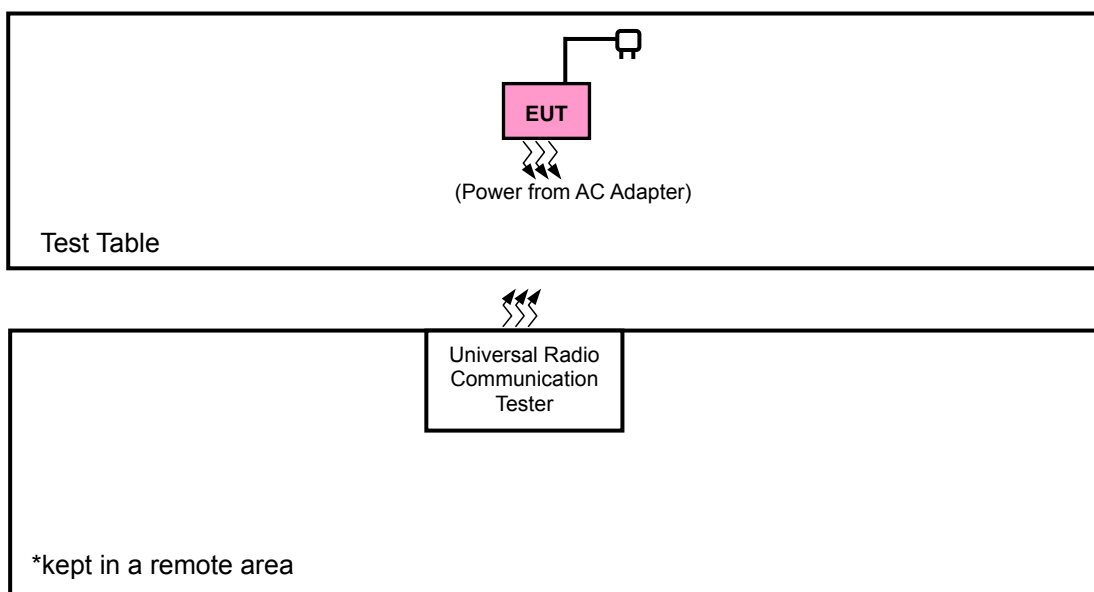 EUT
(Power from AC Adapter)
Test Table
Universal Radio
Communication
Tester
*kept in a remote area